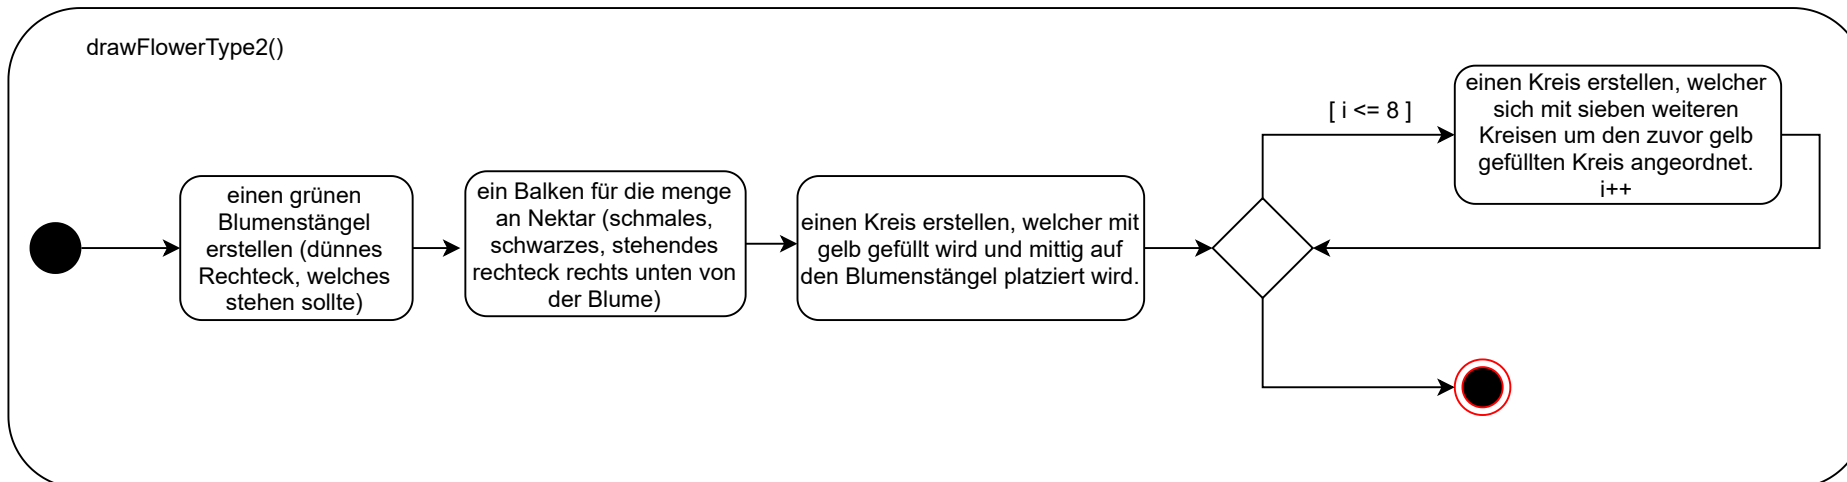 drawFlowerType2()
einen grünen
Blumenstängel
erstellen (dünnes
Rechteck, welches
stehen sollte)
ein Balken für die menge
an Nektar (schmales,
schwarzes, stehendes
rechteck rechts unten von
der Blume)
einen Kreis erstellen, welcher mit
gelb gefüllt wird und mittig auf
den Blumenstängel platziert wird.
[ i <= 8 ]
einen Kreis erstellen, welcher
sich mit sieben weiteren
Kreisen um den zuvor gelb
gefüllten Kreis angeordnet.
i++